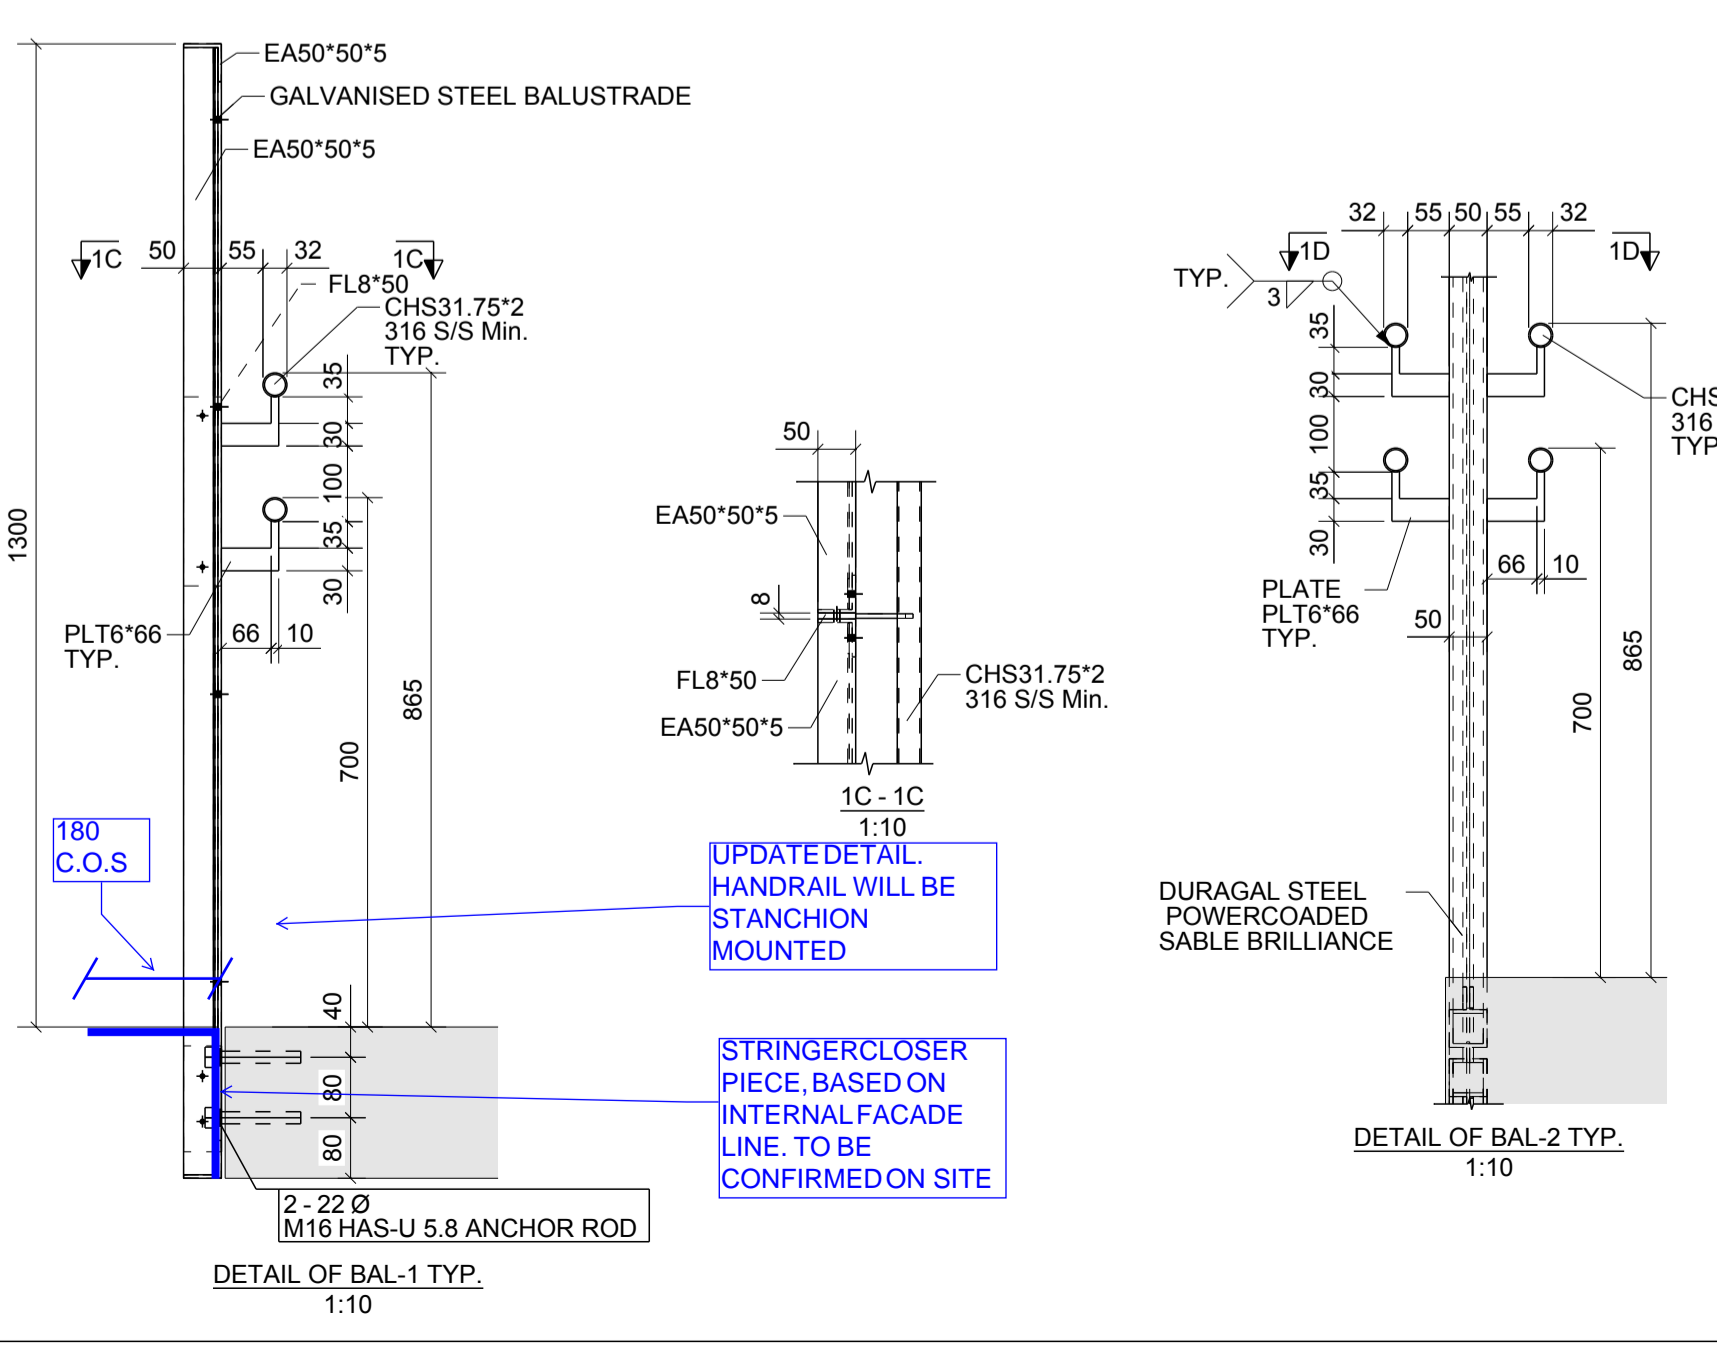 EA50*50*5
GALVANISED STEEL BALUSTRADE
EA50*50*5
1C
50
55
32
1C
FL8*50
CHS31.75*2
316 S/S Min.
TYP.
35
30
100
35
30
1300
PLT6*66
TYP.
66
10
865
700
180
C.O.S
40
80
80
2 - 22 Ø
M16 HAS-U 5.8 ANCHOR ROD
DETAIL OF BAL-1 TYP.
1:10
50
EA50*50*5
8
FL8*50
EA50*50*5
CHS31.75*2
316 S/S Min.
1C - 1C
1:10
UPDATE DETAIL.
HANDRAIL WILL BE
STANCHION
MOUNTED
STRINGER CLOSER
PIECE, BASED ON
INTERNAL FACADE
LINE. TO BE
CONFIRMED ON SITE
32
55
50
55
32
1D
1D
TYP.
3
35
30
100
35
30
CHS
316
TYP
PLATE
PLT6*66
TYP.
66
10
50
865
700
DURAGAL STEEL
POWERCOADED
SABLE BRILLIANCE
DETAIL OF BAL-2 TYP.
1:10